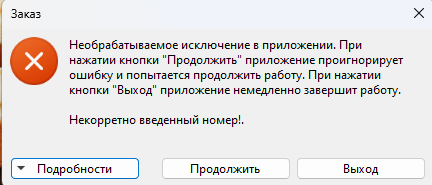 Заказ
Необрабатываемое исключение в приложении. При
нажатии кнопки "Продолжить" приложение проигнорирует
ошибку и попытается продолжить работу. При нажатии
кнопки "Выход" приложение немедленно завершит работу.
Некорретно введенный номер!.
Подробности
Продолжить
Выход